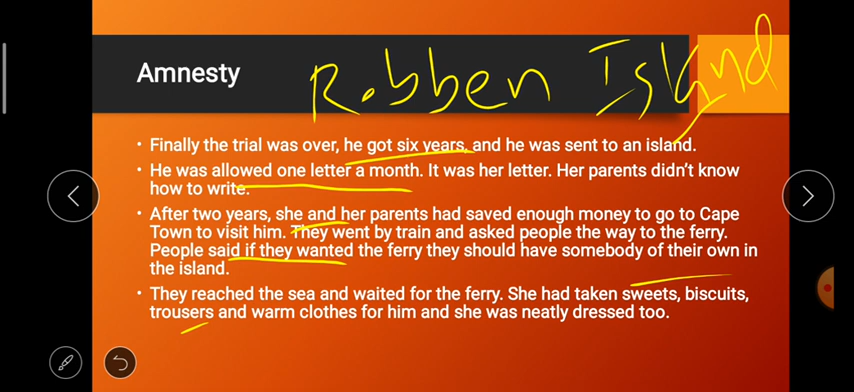 Amnesty
Robben Island
• Finally the trial was over, he got six years, and he was sent to an island.
• He was allowed one letter a month. It was her letter. Her parents didn't know
how to write.
• After two years, she and her parents had saved enough money to go to Cape
Town to visit him. They went by train and asked people the way to the ferry.
People said if they wanted the ferry they should have somebody of their own in
the island.
• They reached the sea and waited for the ferry. She had taken sweets, biscuits,
trousers and warm clothes for him and she was neatly dressed too.